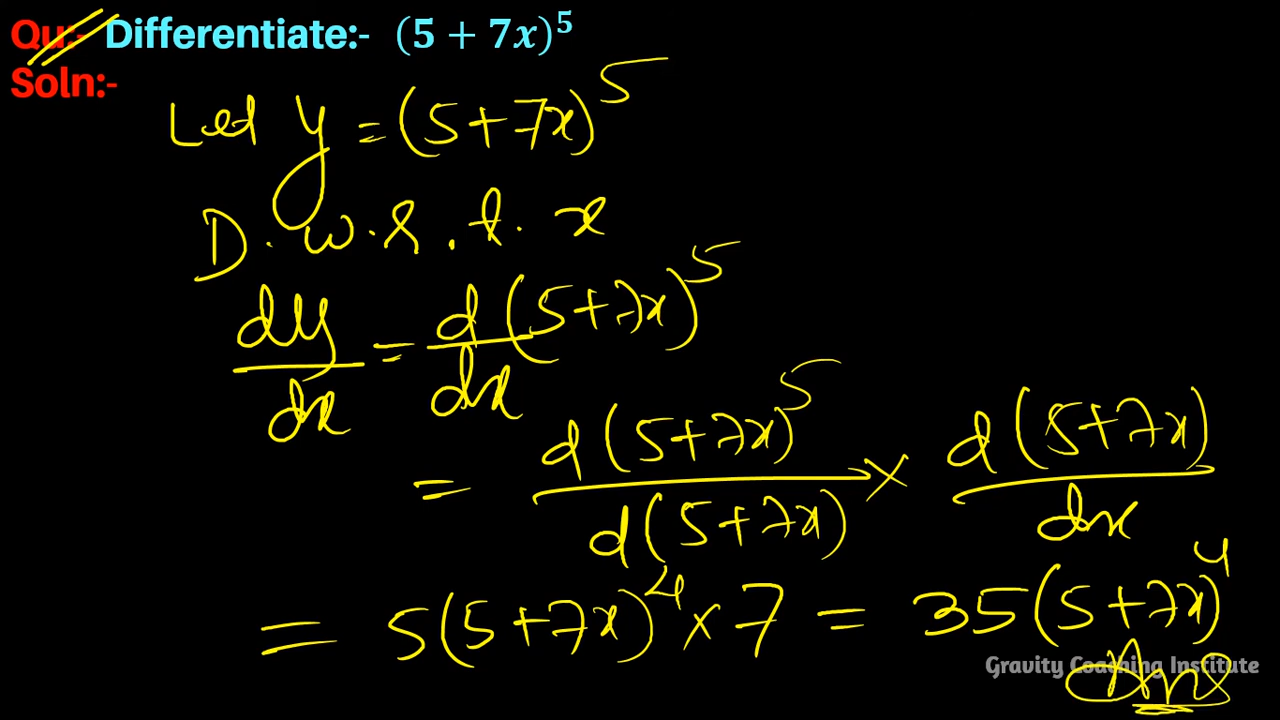 Qu:- Differentiate:- (5 + 7x)⁵
Soln:-
Let y = (5+7x)⁵
D. w. r. t. x
dy/dx = d/dx (5+7x)⁵
= d(5+7x)⁵/d(5+7x) × d(5+7x)/dx
= 5(5+7x)⁴ × 7 = 35(5+7x)⁴
Gravity Coaching Institute
Ans